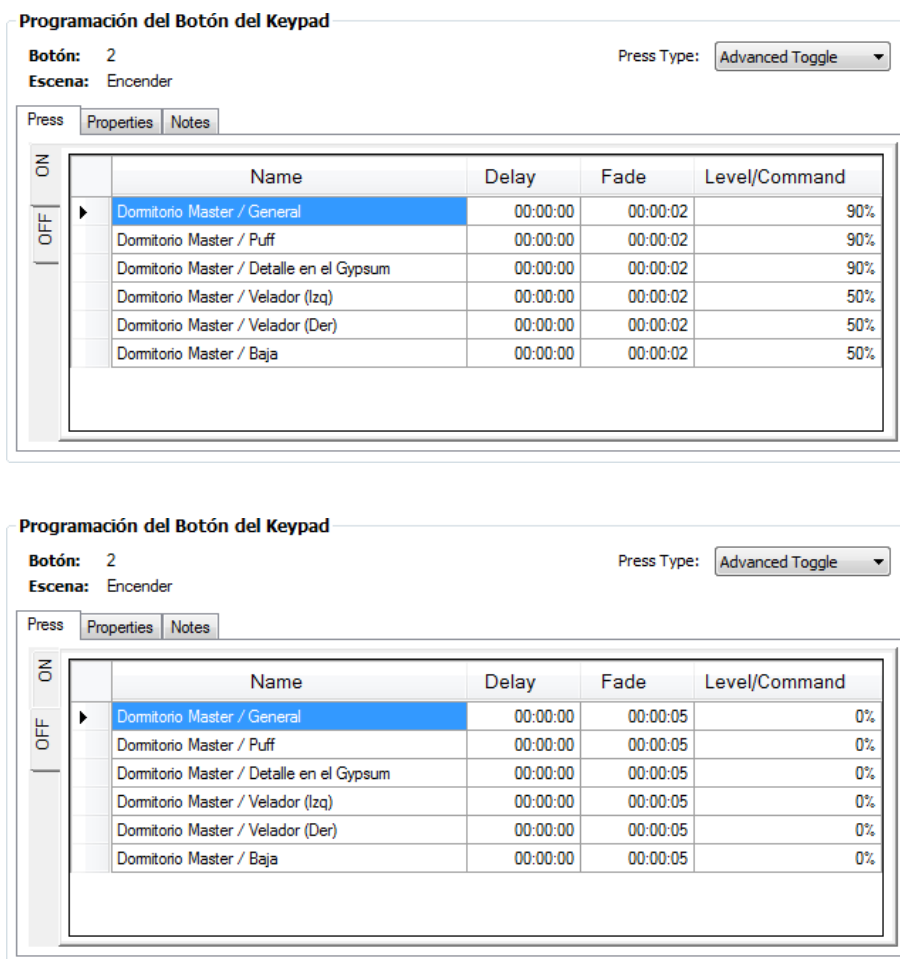 Programación del Botón del Keypad
Botón: 2 Press Type: Advanced Toggle
Escena: Encender
Press Properties Notes
ON
OFF
Name Delay Fade Level/Command
Dormitorio Master / General 00:00:00 00:00:02 90%
Dormitorio Master / Puff 00:00:00 00:00:02 90%
Dormitorio Master / Detalle en el Gypsum 00:00:00 00:00:02 90%
Dormitorio Master / Velador (Izq) 00:00:00 00:00:02 50%
Dormitorio Master / Velador (Der) 00:00:00 00:00:02 50%
Dormitorio Master / Baja 00:00:00 00:00:02 50%
Programación del Botón del Keypad
Botón: 2 Press Type: Advanced Toggle
Escena: Encender
Press Properties Notes
ON
OFF
Name Delay Fade Level/Command
Dormitorio Master / General 00:00:00 00:00:05 0%
Dormitorio Master / Puff 00:00:00 00:00:05 0%
Dormitorio Master / Detalle en el Gypsum 00:00:00 00:00:05 0%
Dormitorio Master / Velador (Izq) 00:00:00 00:00:05 0%
Dormitorio Master / Velador (Der) 00:00:00 00:00:05 0%
Dormitorio Master / Baja 00:00:00 00:00:05 0%